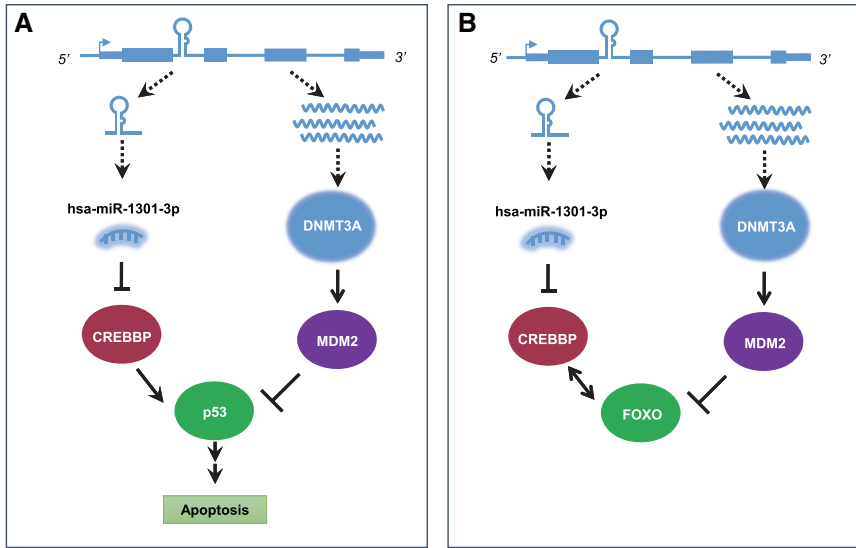 A
5’
3’
hsa-miR-1301-3p
DNMT3A
CREBBP
MDM2
p53
Apoptosis
B
5’
3’
hsa-miR-1301-3p
DNMT3A
CREBBP
MDM2
FOXO